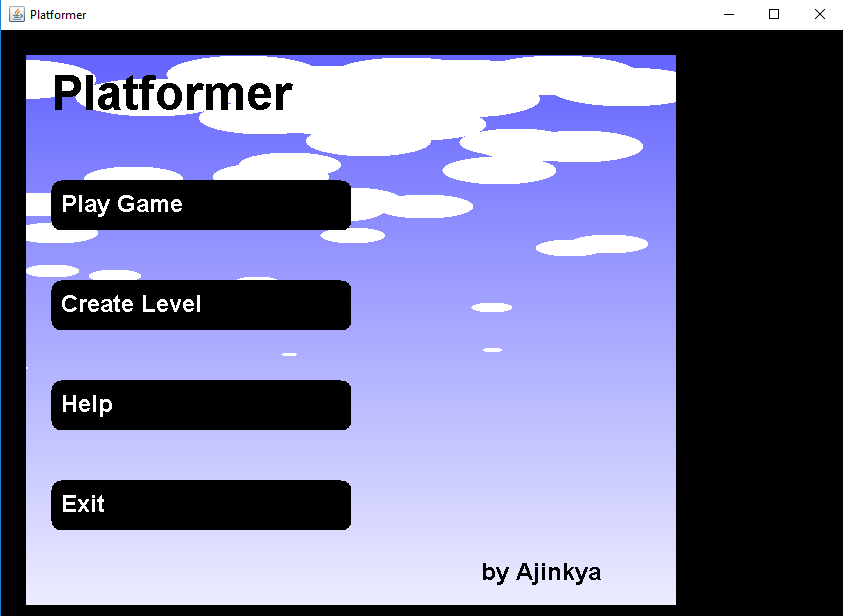 Platformer
Platformer
Play Game
Create Level
Help
Exit
by Ajinkya